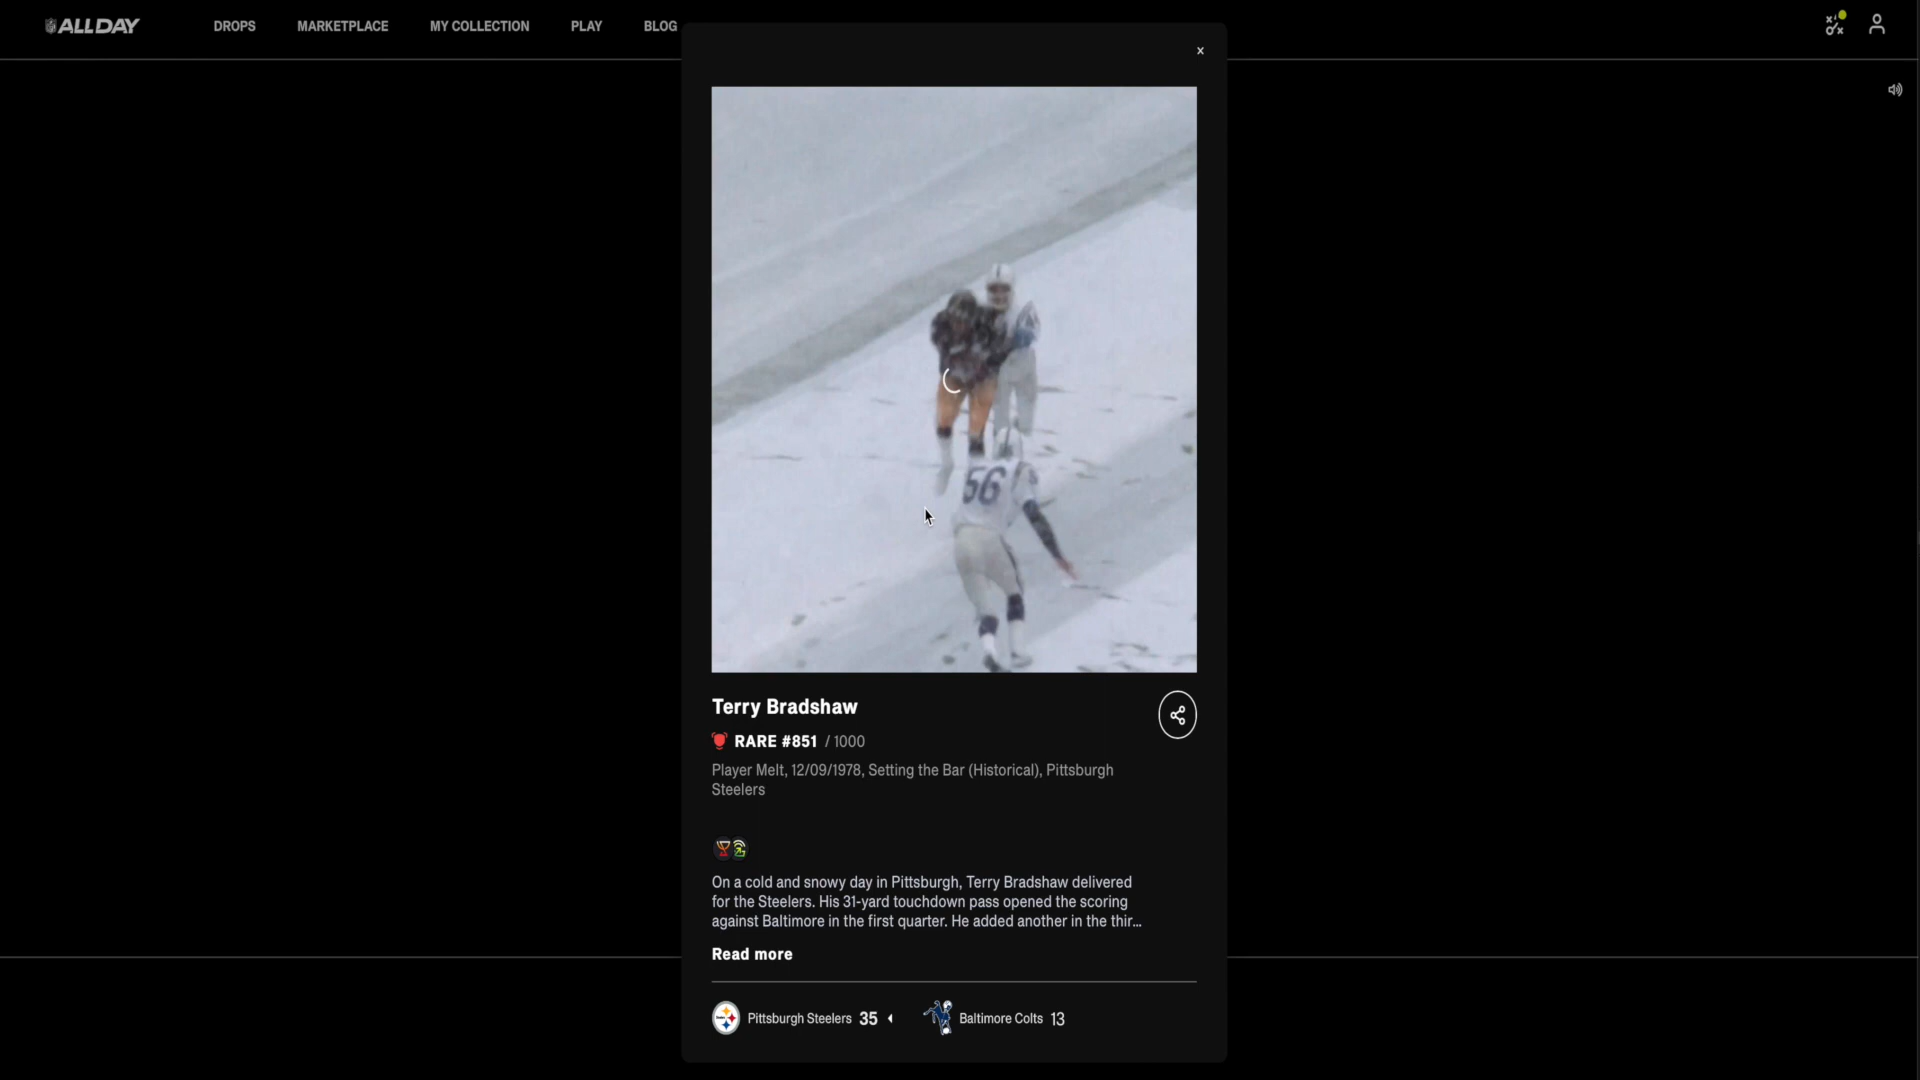 ALL DAY
DROPS
MARKETPLACE
MY COLLECTION
PLAY
BLOG
x
56
Terry Bradshaw
RARE #851 / 1000
Player Melt, 12/09/1978, Setting the Bar (Historical), Pittsburgh
Steelers
On a cold and snowy day in Pittsburgh, Terry Bradshaw delivered
for the Steelers. His 31-yard touchdown pass opened the scoring
against Baltimore in the first quarter. He added another in the thir...
Read more
Pittsburgh Steelers 35
Baltimore Colts 13